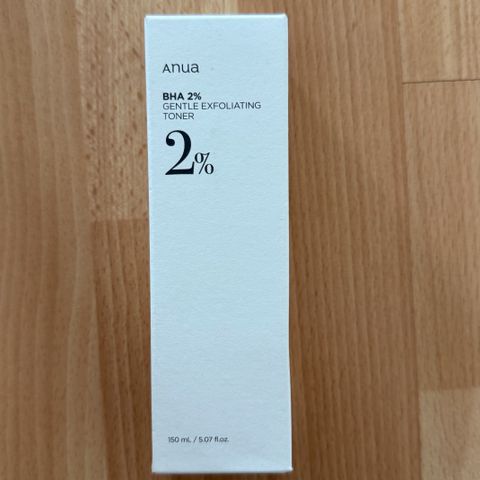 Anua
BHA 2%
GENTLE EXFOLIATING
TONER
2%
150 mL / 5.07 fl.oz.